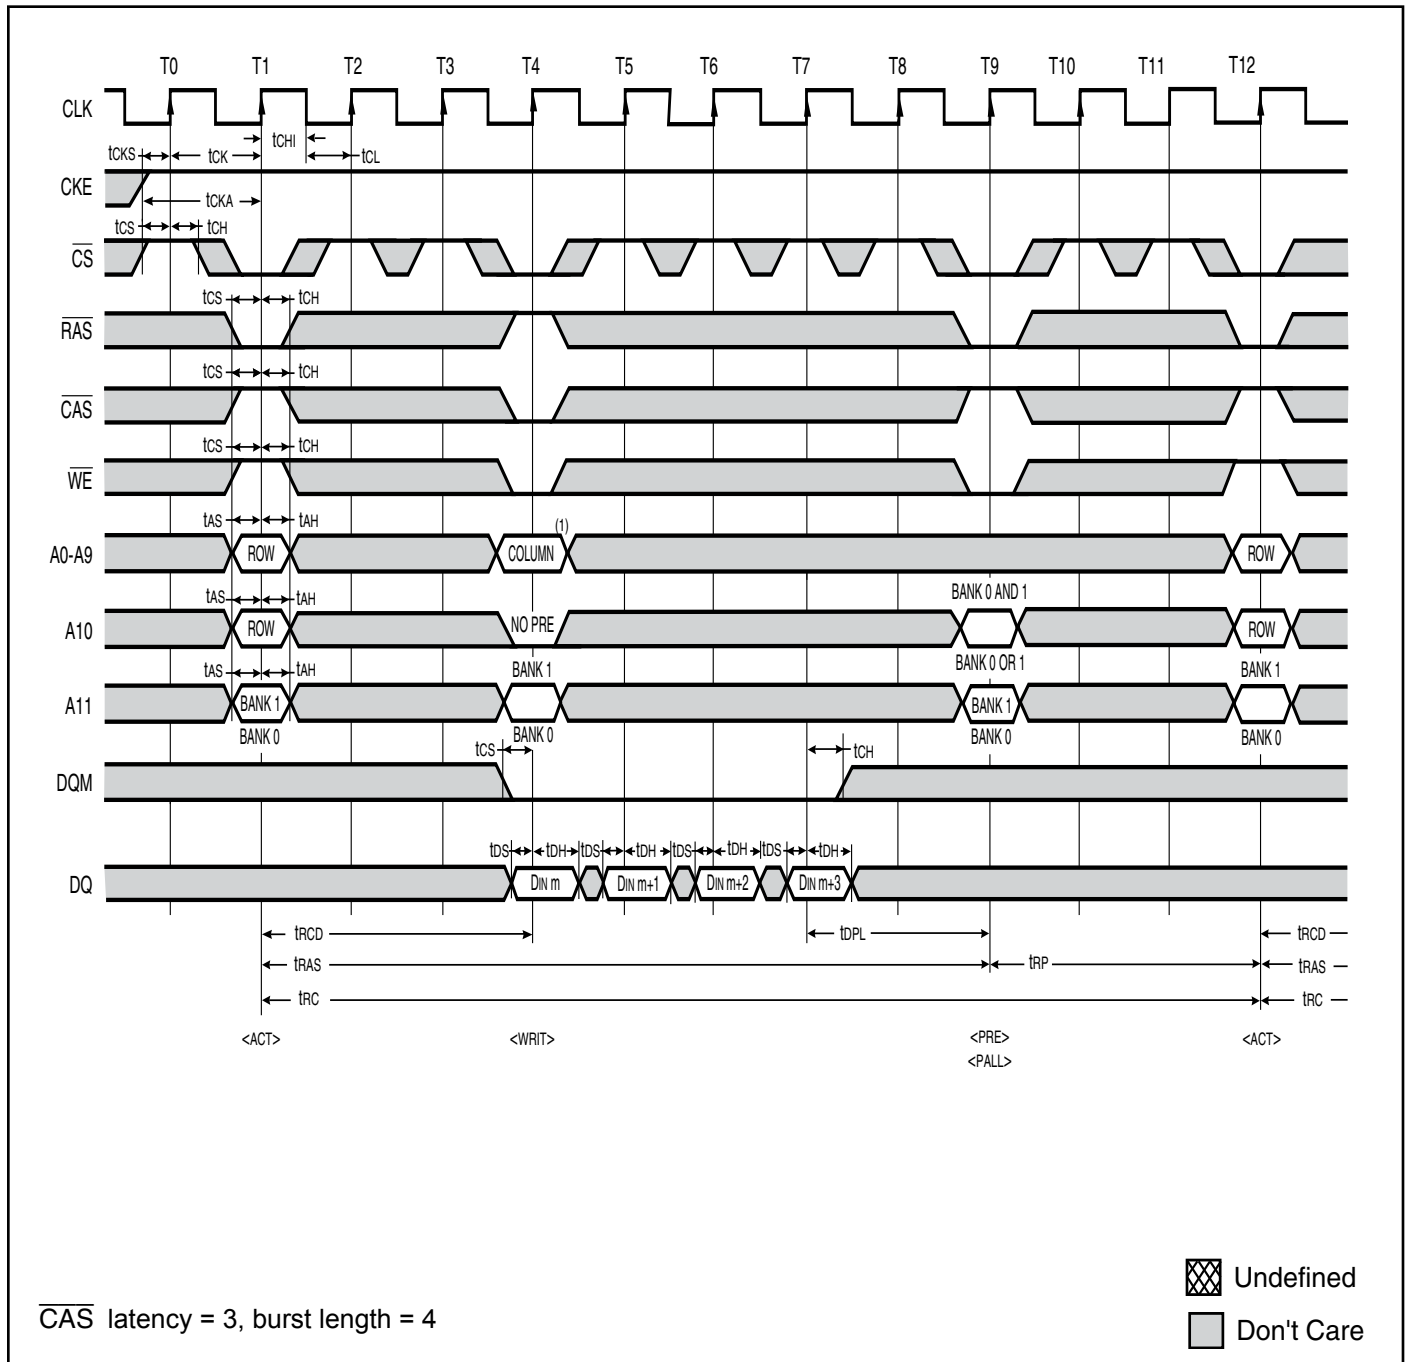 T0 T1 T2 T3 T4 T5 T6 T7 T8 T9 T10 T11 T12
CLK
tCHI
tCKS tCK tCL
CKE
tCKA
tCS tCH
CS
tCS tCH
RAS
tCS tCH
CAS
tCS tCH
WE
tAS tAH (1)
A0-A9 ROW COLUMN ROW
tAS tAH BANK 0 AND 1
A10 ROW NO PRE ROW
tAS tAH BANK 1 BANK 0 OR 1 BANK 1
A11 BANK 1 BANK 1
BANK 0 BANK 0 BANK 0 BANK 0
tCS tCH
DQM
tDS tDH tDS tDH tDS tDH tDS tDH
DQ DIN m DIN m+1 DIN m+2 DIN m+3
tRCD tDPL tRCD
tRAS tRP tRAS
tRC tRC
<ACT> <WRIT> <PRE> <ACT>
<PALL>
Undefined
CAS latency = 3, burst length = 4
Don't Care